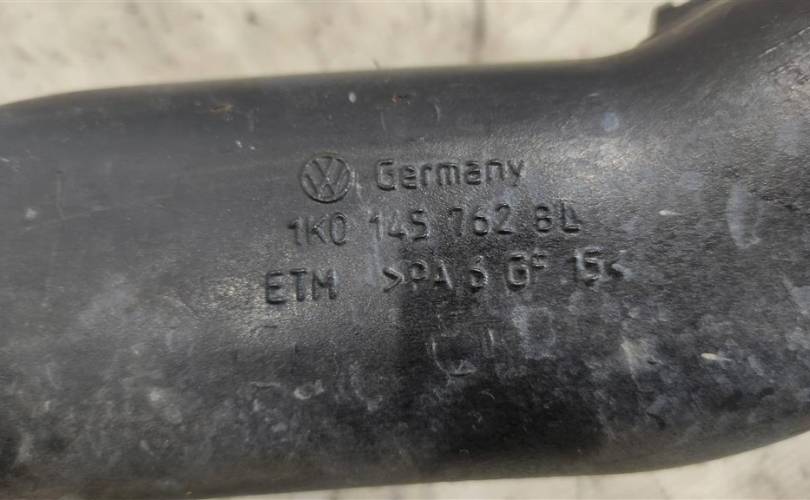 Germany
1K0 145 762 BL
ETM >PA 6 GF 15<